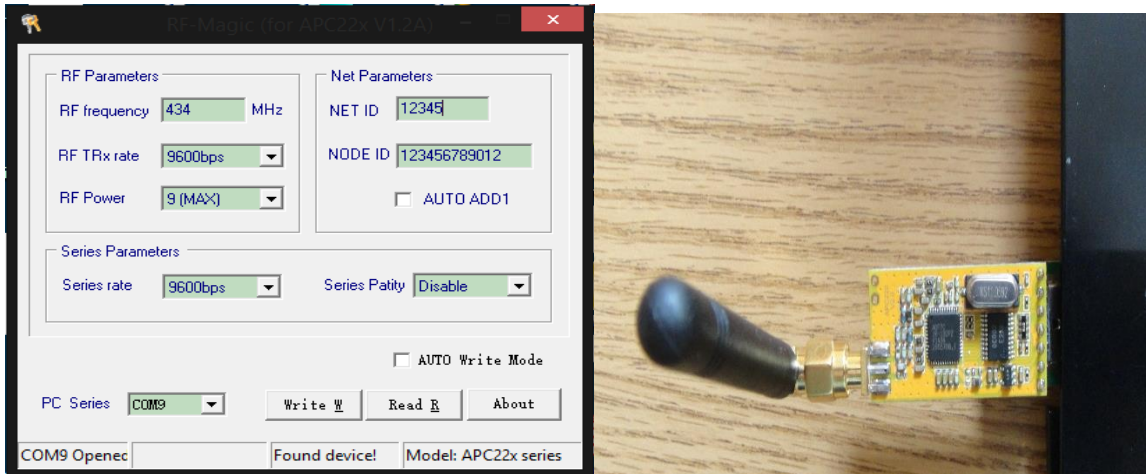 RF-Magic (for APC22x V1.2A)
RF Parameters
RF frequency 434 MHz
RF TRx rate 9600bps
RF Power 9 (MAX)
Net Parameters
NET ID 12345
NODE ID 123456789012
AUTO ADD1
Series Parameters
Series rate 9600bps
Series Patity Disable
AUTO Write Mode
PC Series COM9
Write W
Read R
About
COM9 Opened
Found device!
Model: APC22x series